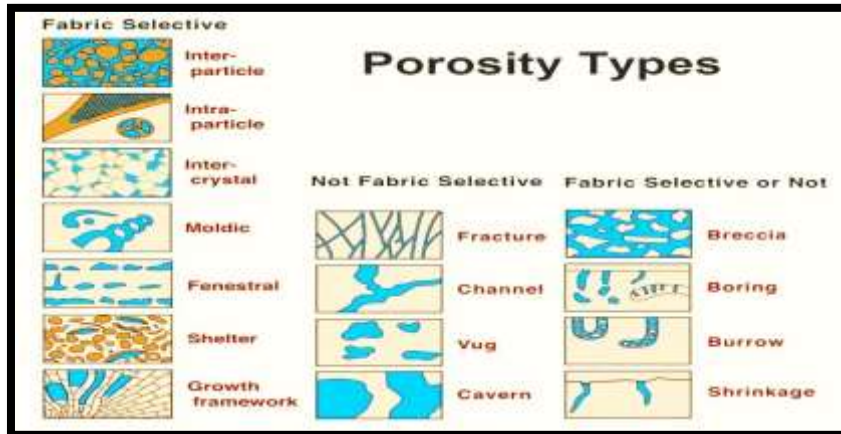 Porosity Types
Fabric Selective
Inter-
particle
Intra-
particle
Inter-
crystal
Moldic
Fenestral
Shelter
Growth
framework
Not Fabric Selective
Fracture
Channel
Vug
Cavern
Fabric Selective or Not
Breccia
Boring
Burrow
Shrinkage